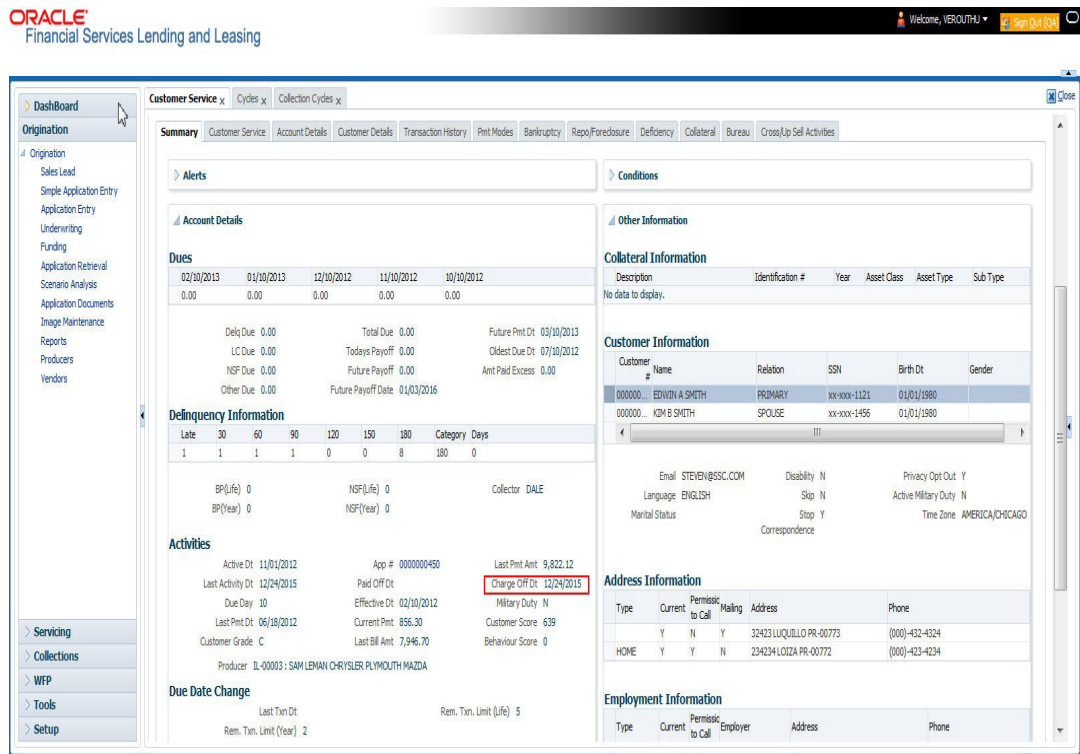 ORACLE
Financial Services Lending and Leasing
Welcome, VEROUTHU
Sign Out [QA]
DashBoard
Origination
Origination
Sales Lead
Simple Application Entry
Application Entry
Underwriting
Funding
Application Retrieval
Scenario Analysis
Application Documents
Image Maintenance
Reports
Producers
Vendors
Servicing
Collections
WFP
Tools
Setup
Customer Service x Cycles x Collection Cycles x
Close
Summary Customer Service Account Details Customer Details Transaction History Pmt Modes Bankruptcy Repo/Foreclosure Deficiency Collateral Bureau Cross/Up Sell Activities
Alerts
Account Details
Dues
02/10/2013 01/10/2013 12/10/2012 11/10/2012 10/10/2012
0.00 0.00 0.00 0.00 0.00
Delq Due 0.00 Total Due 0.00 Future Pmt Dt 03/10/2013
LC Due 0.00 Todays Payoff 0.00 Oldest Due Dt 07/10/2012
NSF Due 0.00 Future Payoff 0.00 Amt Paid Excess 0.00
Other Due 0.00 Future Payoff Date 01/03/2016
Delinquency Information
Late 30 60 90 120 150 180 Category Days
1 1 1 1 0 0 8 180 0
BP(Life) 0 NSF(Life) 0 Collector DALE
BP(Year) 0 NSF(Year) 0
Activities
Active Dt 11/01/2012 App # 0000000450 Last Pmt Amt 9,822.12
Last Activity Dt 12/24/2015 Paid Off Dt Charge Off Dt 12/24/2015
Due Day 10 Effective Dt 02/10/2012 Military Duty N
Last Pmt Dt 06/18/2012 Current Pmt 856.30 Customer Score 639
Customer Grade C Last Bill Amt 7,946.70 Behaviour Score 0
Producer IL-00003 : SAM LEMAN CHRYSLER PLYMOUTH MAZDA
Due Date Change
Last Txn Dt Rem. Txn. Limit (Life) 5
Rem. Txn. Limit (Year) 2
Conditions
Other Information
Collateral Information
Description Identification # Year Asset Class Asset Type Sub Type
No data to display.
Customer Information
Customer # Name Relation SSN Birth Dt Gender
000000... EDWIN A SMITH PRIMARY xx-xxx-1121 01/01/1980
000000... KIM B SMITH SPOUSE xx-xxx-1456 01/01/1980
Email STEVEN@SSC.COM Disability N Privacy Opt Out Y
Language ENGLISH Skip N Active Military Duty N
Marital Status Stop Correspondence Y Time Zone AMERICA/CHICAGO
Address Information
Type Current Permissic to Call Mailing Address Phone
Y N Y 32423 LUQUILLO PR-00773 (000)-432-4324
HOME Y Y N 234234 LOIZA PR-00772 (000)-423-4234
Employment Information
Type Current Permissic to Call Employer Address Phone